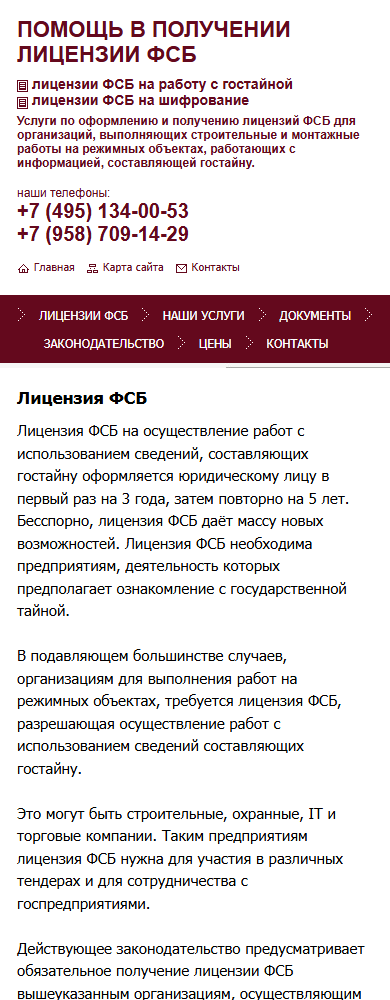 ПОМОЩЬ В ПОЛУЧЕНИИ
ЛИЦЕНЗИИ ФСБ
лицензии ФСБ на работу с гостайной
лицензии ФСБ на шифрование
Услуги по оформлению и получению лицензий ФСБ для
организаций, выполняющих строительные и монтажные
работы на режимных объектах, работающих с
информацией, составляющей гостайну.
наши телефоны:
+7 (495) 134-00-53
+7 (958) 709-14-29
Главная Карта сайта Контакты
ЛИЦЕНЗИИ ФСБ НАШИ УСЛУГИ ДОКУМЕНТЫ
ЗАКОНОДАТЕЛЬСТВО ЦЕНЫ КОНТАКТЫ
Лицензия ФСБ
Лицензия ФСБ на осуществление работ с
использованием сведений, составляющих
гостайну оформляется юридическому лицу в
первый раз на 3 года, затем повторно на 5 лет.
Бесспорно, лицензия ФСБ даёт массу новых
возможностей. Лицензия ФСБ необходима
предприятиям, деятельность которых
предполагает ознакомление с государственной
тайной.
В подавляющем большинстве случаев,
организациям для выполнения работ на
режимных объектах, требуется лицензия ФСБ,
разрешающая осуществление работ с
использованием сведений составляющих
гостайну.
Это могут быть строительные, охранные, IT и
торговые компании. Таким предприятиям
лицензия ФСБ нужна для участия в различных
тендерах и для сотрудничества с
госпредприятиями.
Действующее законодательство предусматривает
обязательное получение лицензии ФСБ
вышеуказанным организациям, осуществляющим